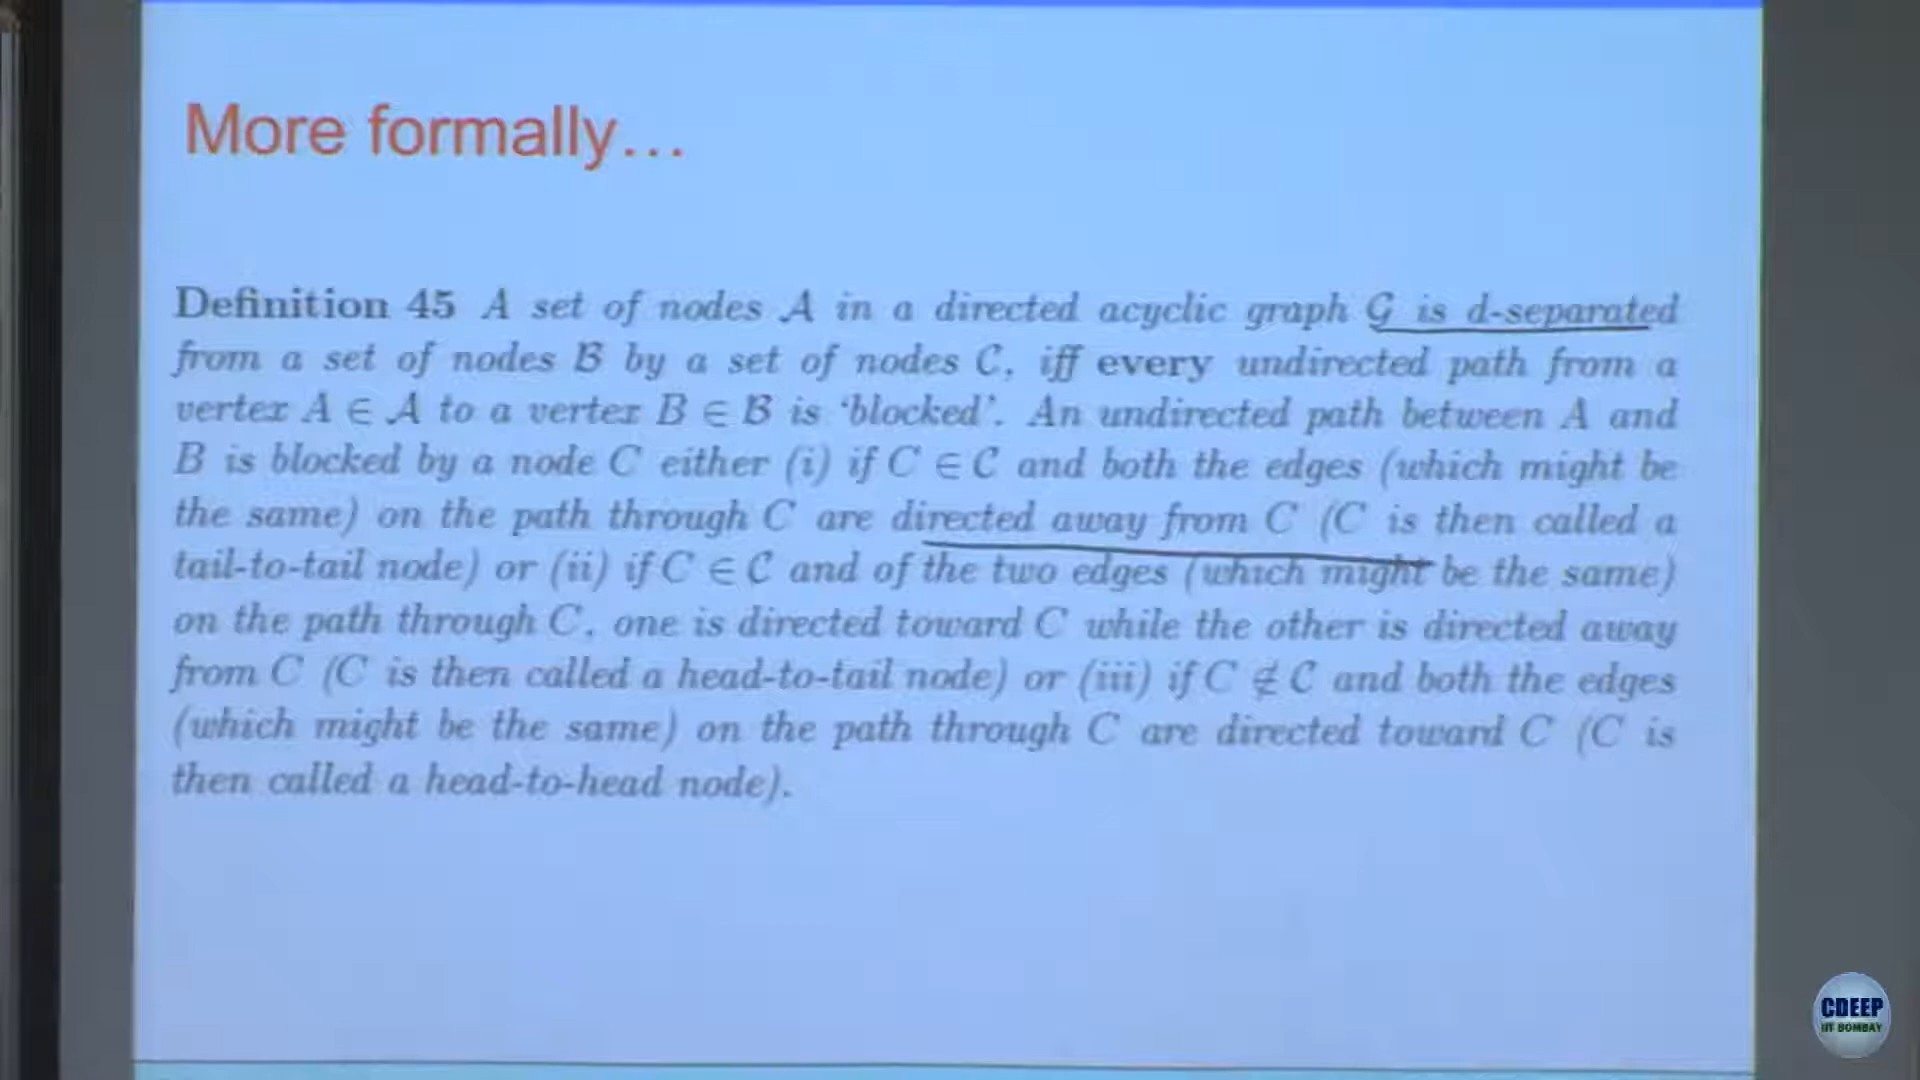 More formally...
Definition 45 A set of nodes 𝒜 in a directed acyclic graph 𝒢 is d-separated
from a set of nodes ℬ by a set of nodes 𝒞, iff every undirected path from a
vertex A ∈ 𝒜 to a vertex B ∈ ℬ is ‘blocked’. An undirected path between A and
B is blocked by a node C either (i) if C ∈ 𝒞 and both the edges (which might be
the same) on the path through C are directed away from C (C is then called a
tail-to-tail node) or (ii) if C ∈ 𝒞 and of the two edges (which might be the same)
on the path through C, one is directed toward C while the other is directed away
from C (C is then called a head-to-tail node) or (iii) if C ∉ 𝒞 and both the edges
(which might be the same) on the path through C are directed toward C (C is
then called a head-to-head node).
CDEEP
IIT BOMBAY